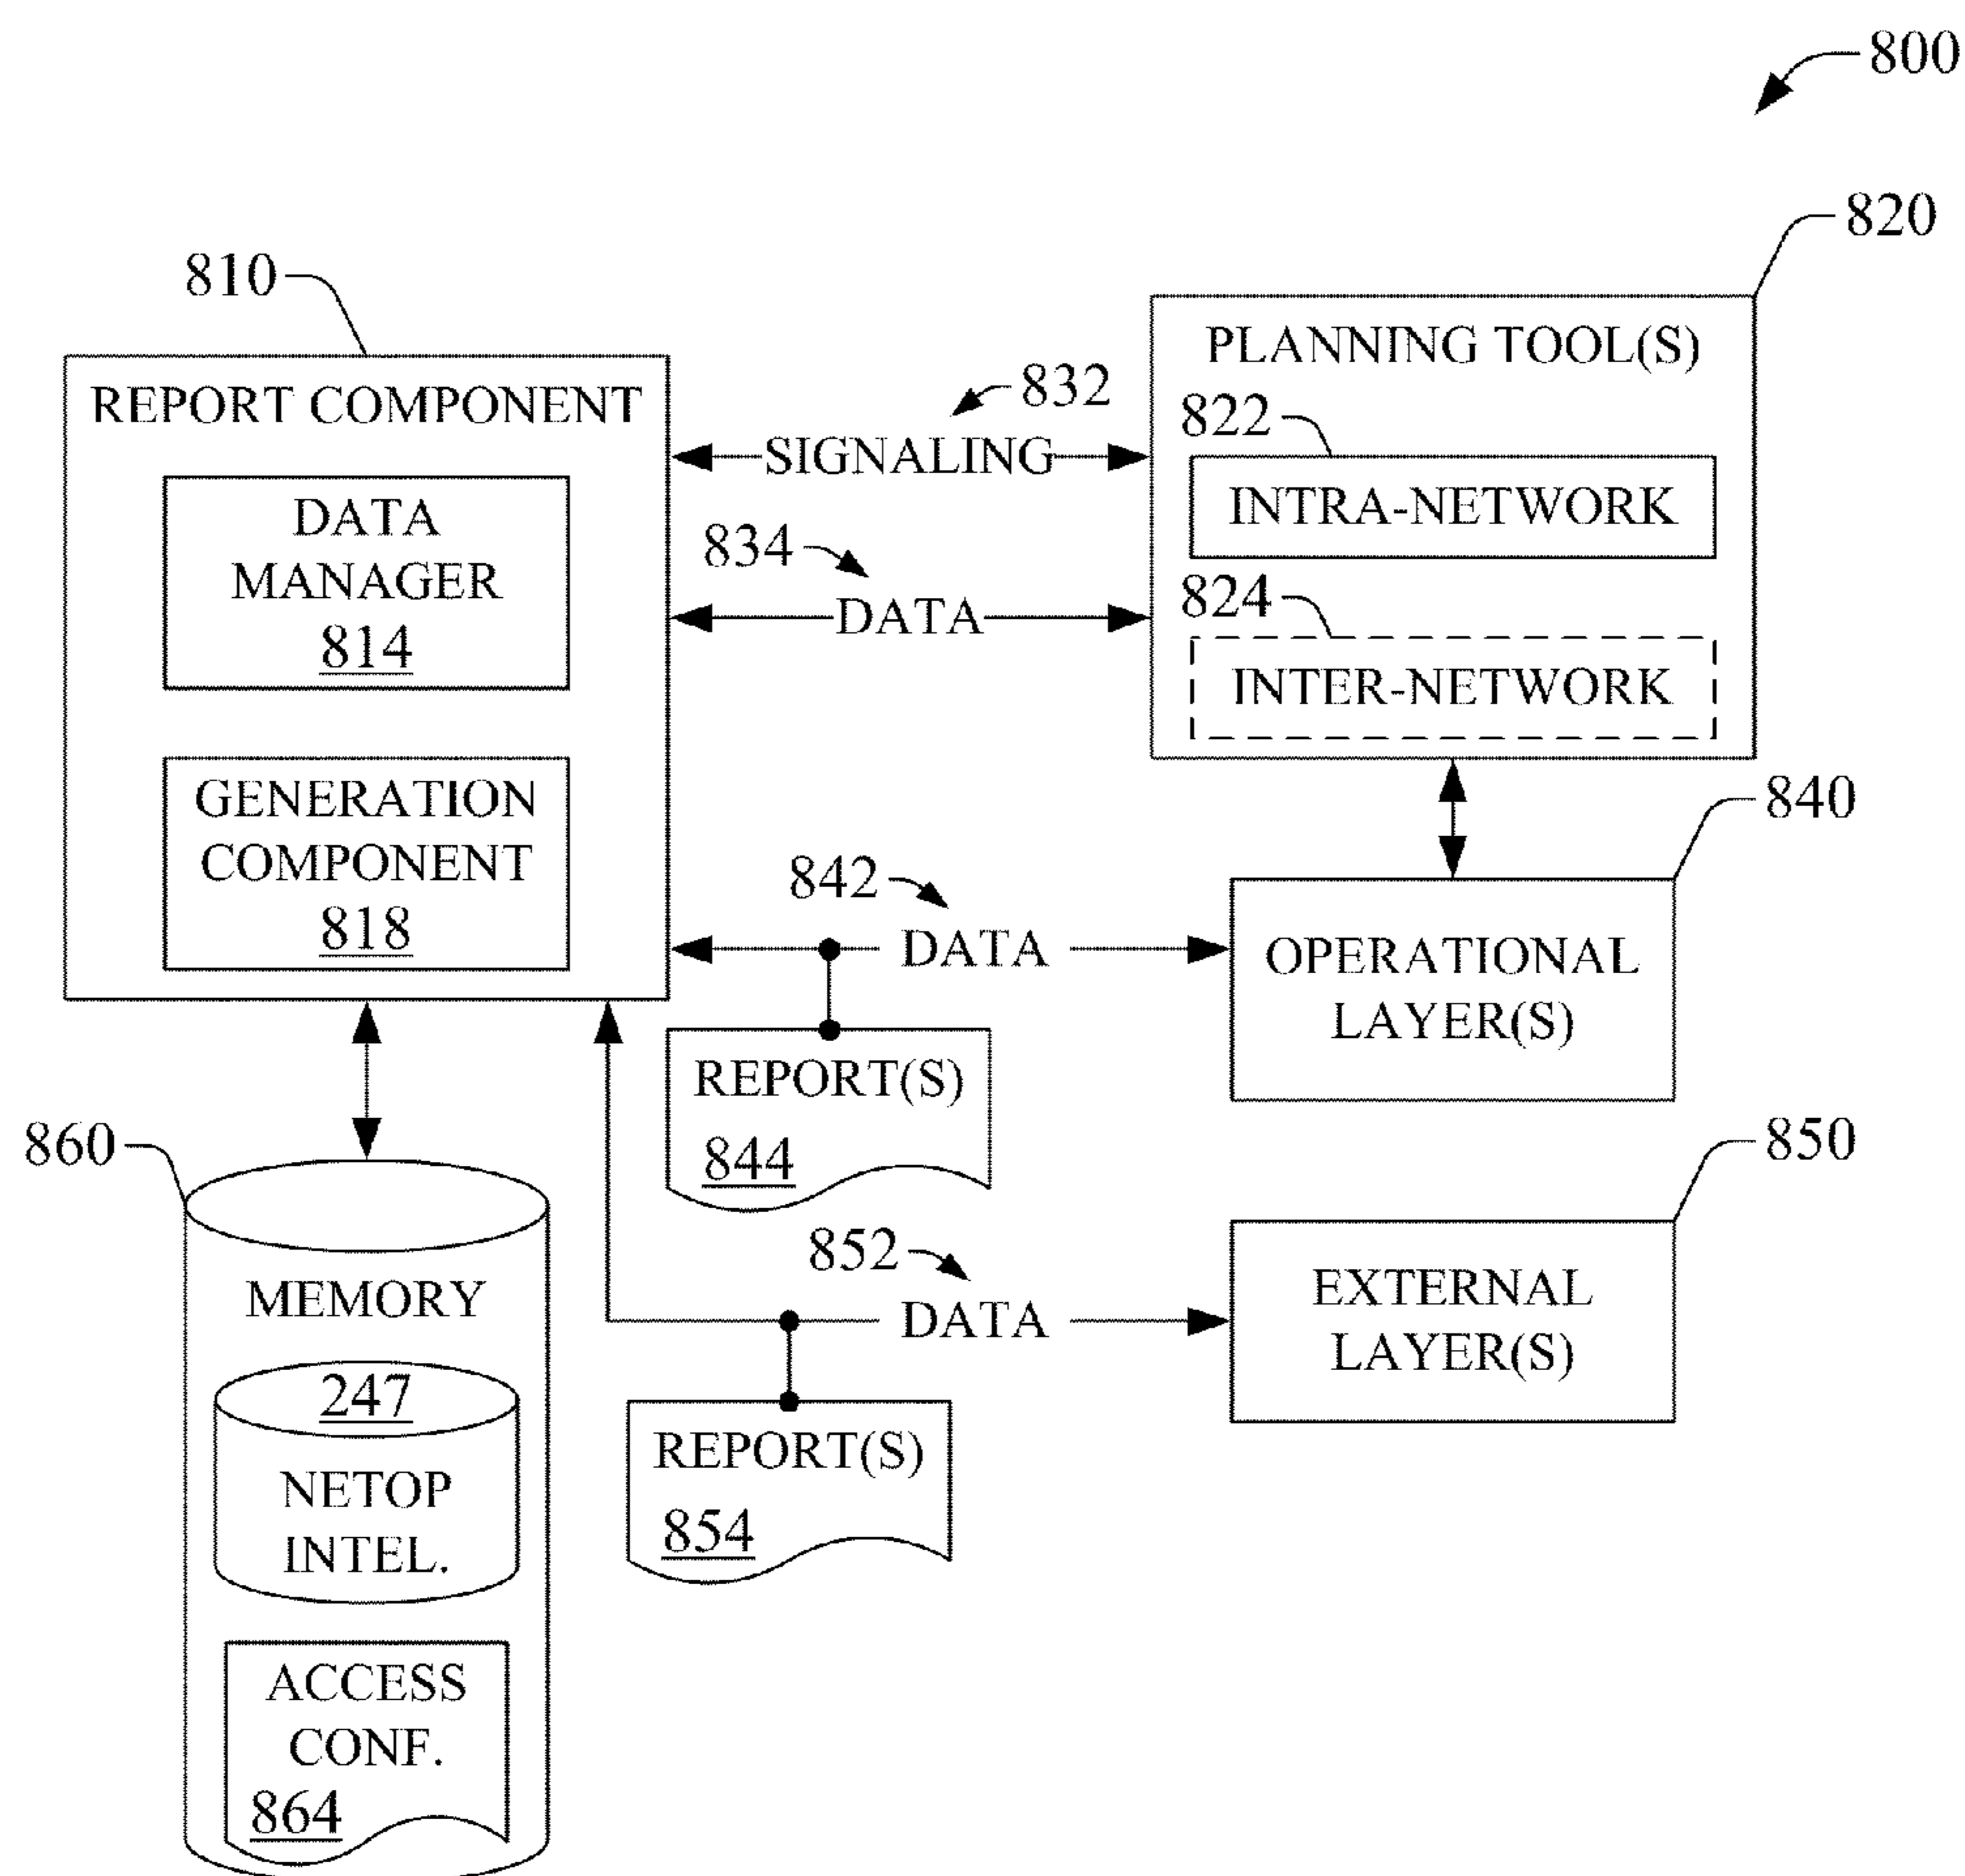 800
820
810
PLANNING TOOL(S)
REPORT COMPONENT
832
822
SIGNALING
INTRA-NETWORK
DATA
MANAGER
814
834
824
DATA
INTER-NETWORK
GENERATION
COMPONENT
818
840
842
DATA
OPERATIONAL
LAYER(S)
REPORT(S)
844
860
850
852
DATA
EXTERNAL
LAYER(S)
MEMORY
247
NETOP
INTEL.
REPORT(S)
854
ACCESS
CONF.
864